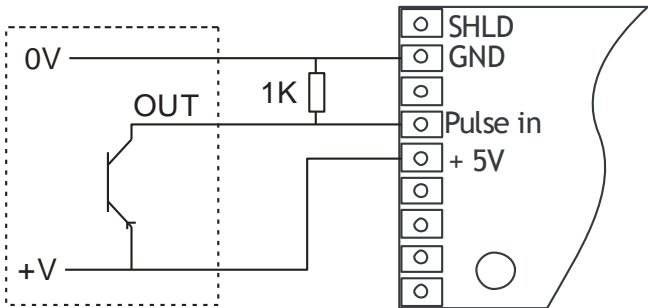 SHLD
0V
GND
1K
OUT
Pulse in
+ 5V
+V